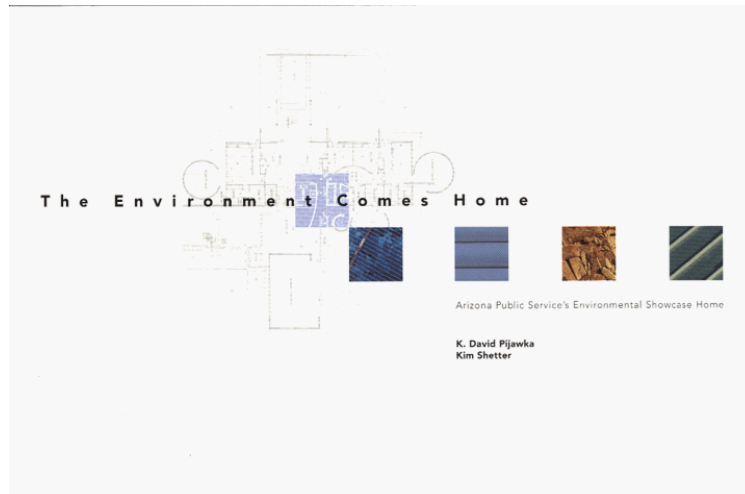 The Environment Comes Home
Arizona Public Service's Environmental Showcase Home
K. David Pijawka
Kim Shetter